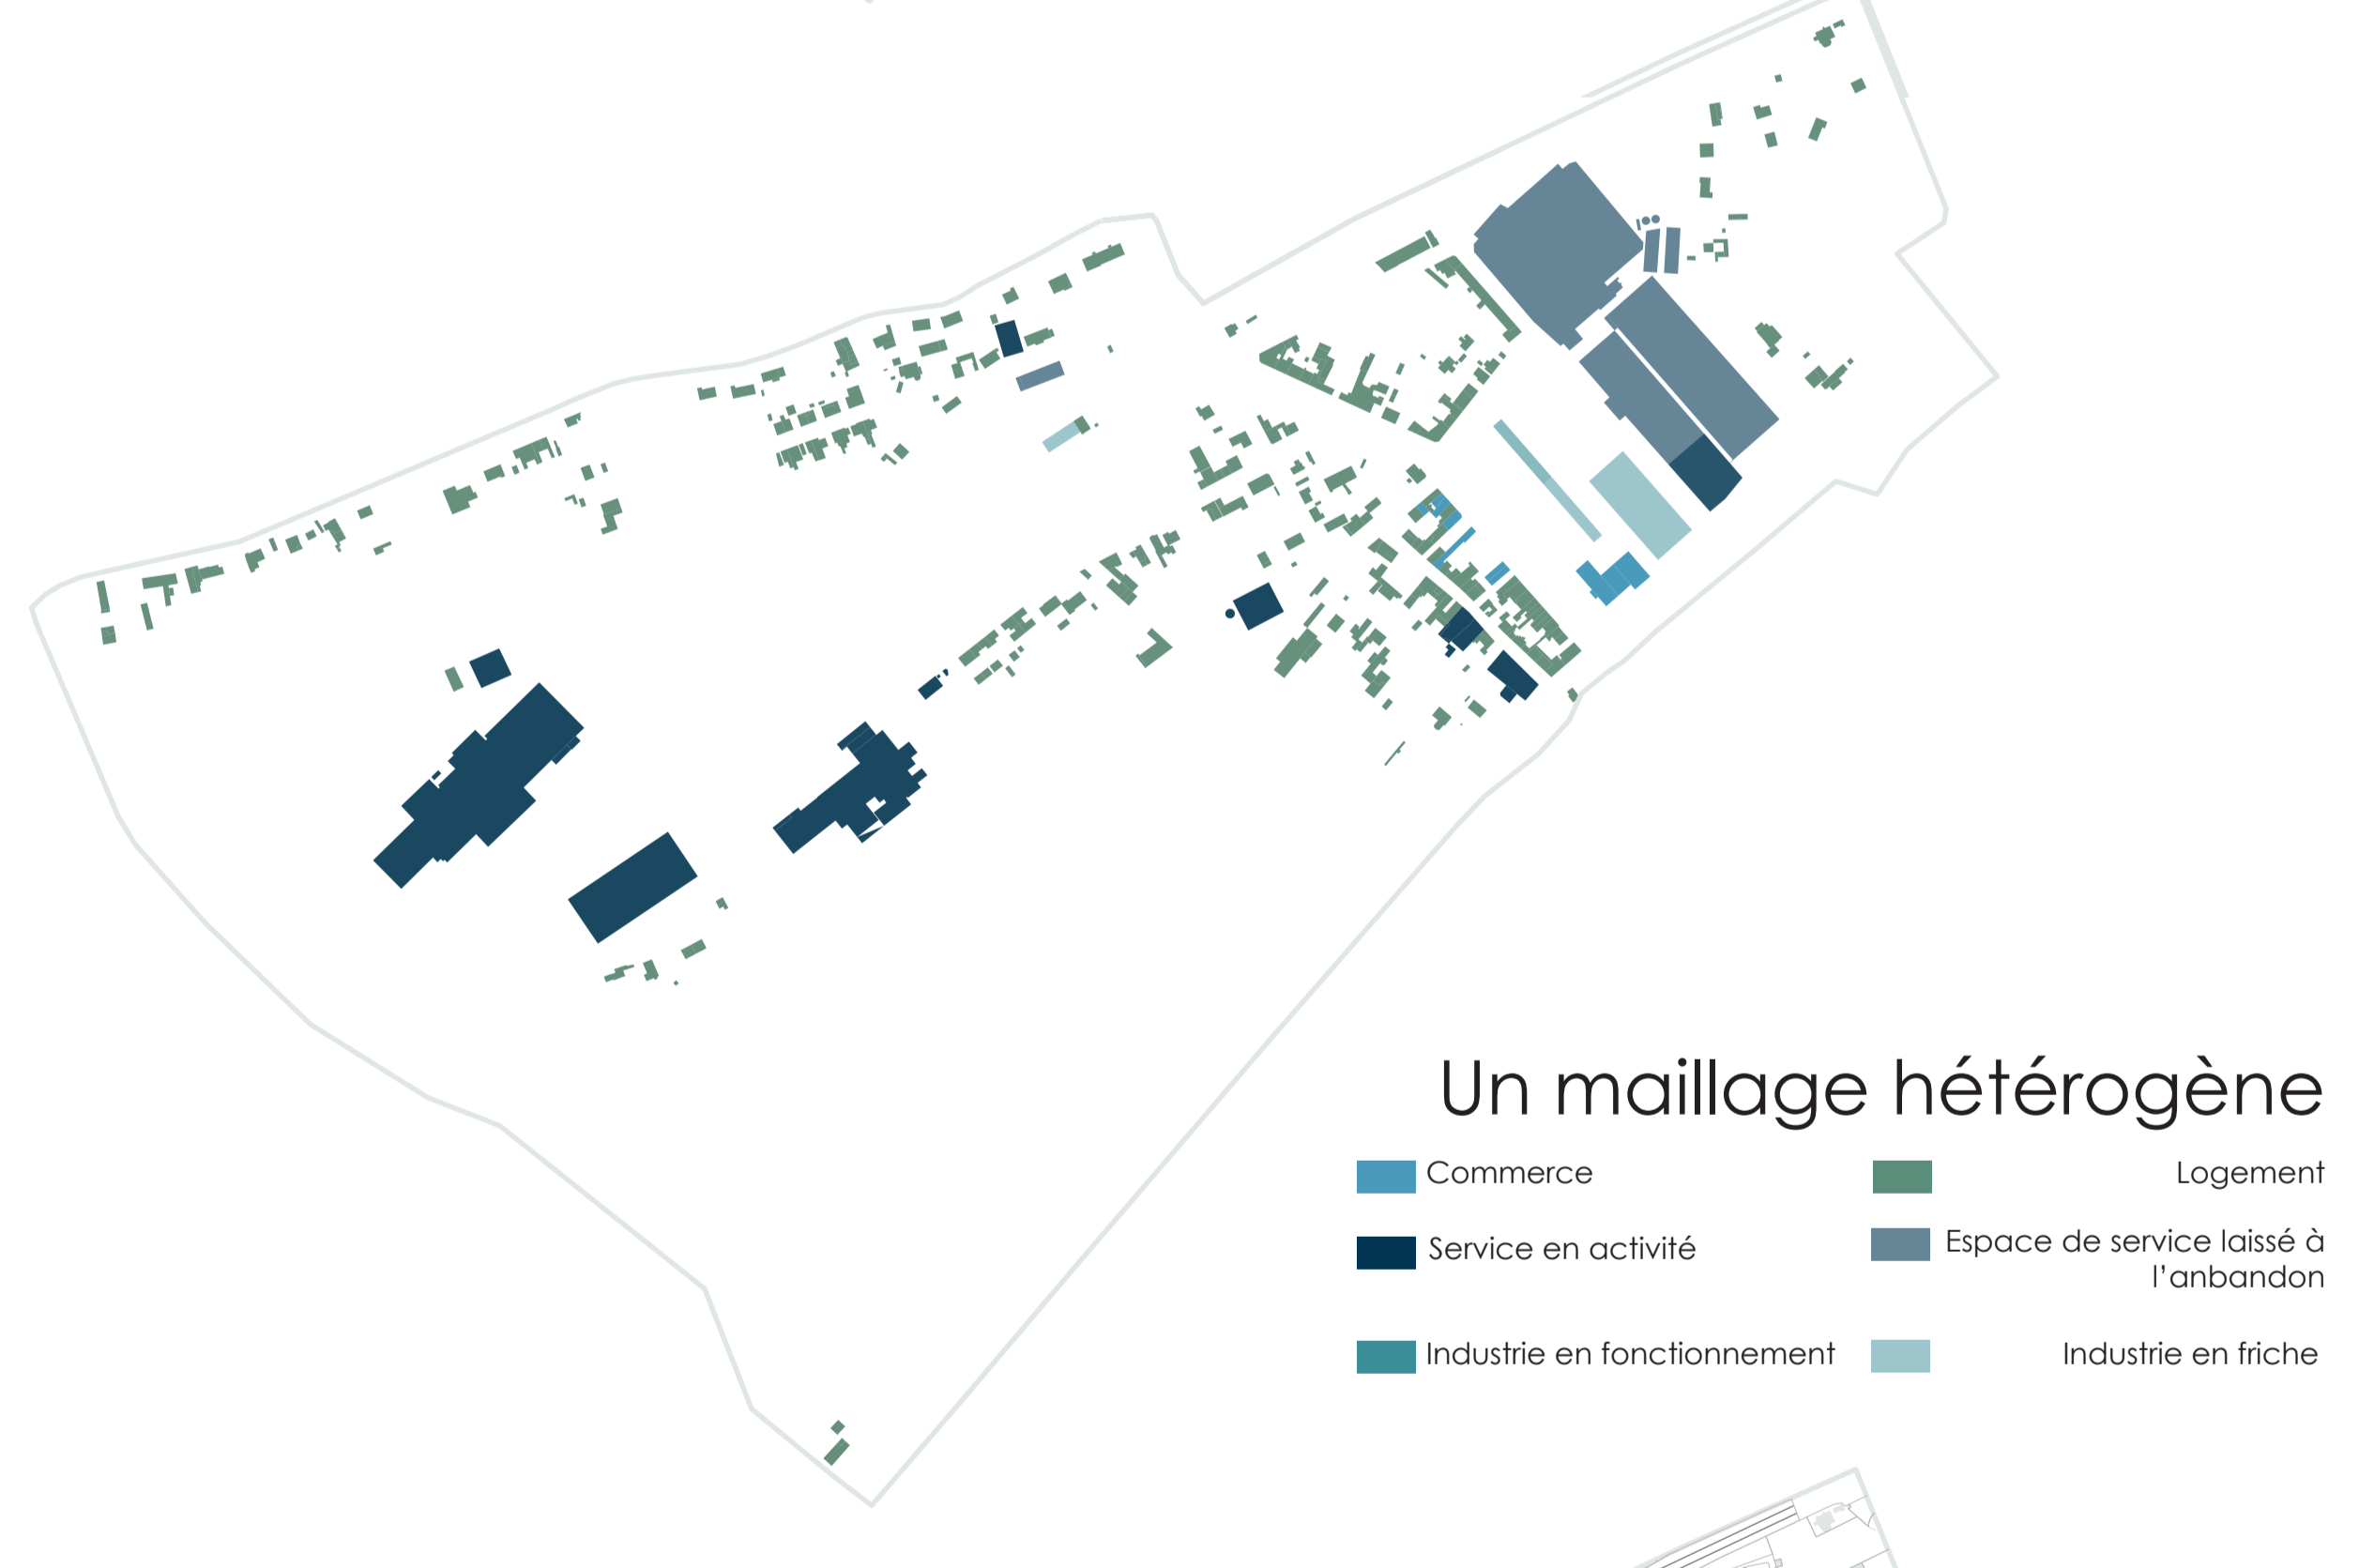 Un maillage hétérogène
Commerce
Logement
Service en activité
Espace de service laissé à
l'anbandon
Industrie en fonctionnement
Industrie en friche